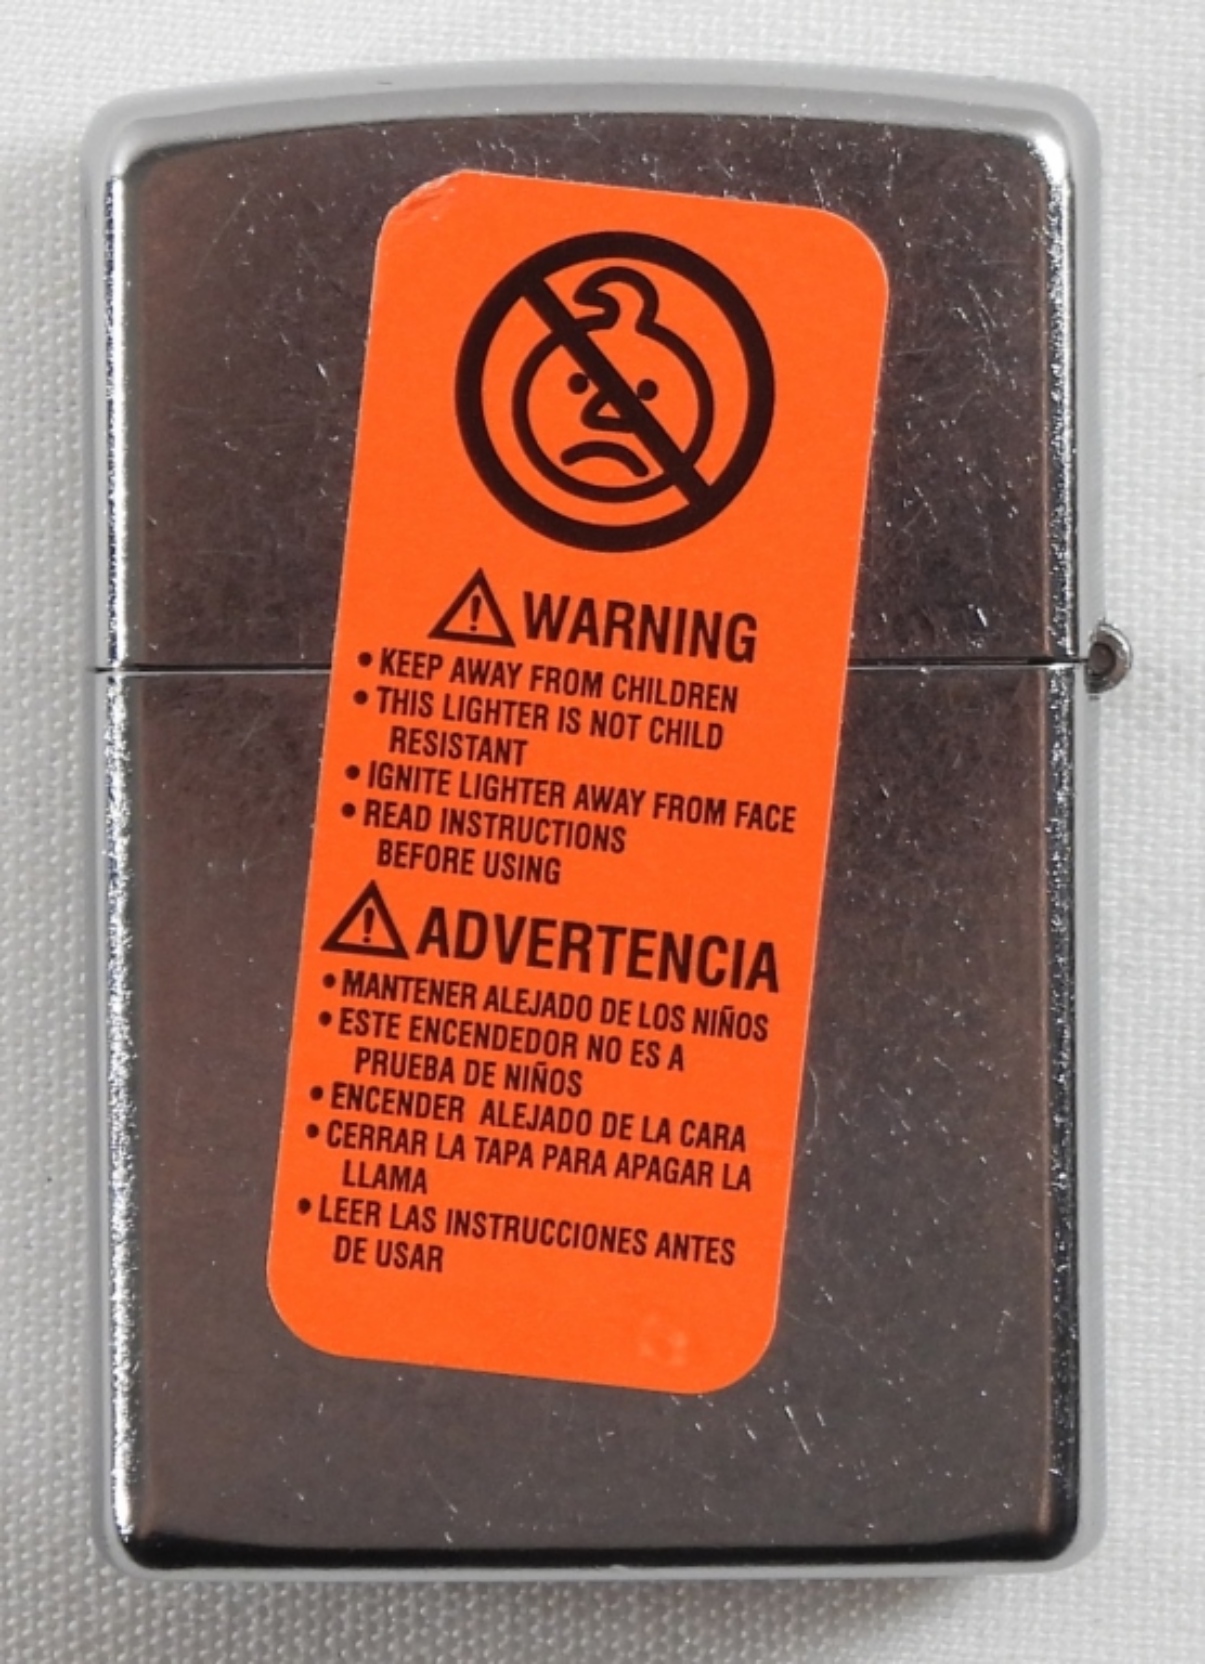 WARNING
• KEEP AWAY FROM CHILDREN
• THIS LIGHTER IS NOT CHILD
RESISTANT
• IGNITE LIGHTER AWAY FROM FACE
• READ INSTRUCTIONS
BEFORE USING
ADVERTENCIA
• MANTENER ALEJADO DE LOS NIÑOS
• ESTE ENCENDEDOR NO ES A
PRUEBA DE NIÑOS
• ENCENDER ALEJADO DE LA CARA
• CERRAR LA TAPA PARA APAGAR LA
LLAMA
• LEER LAS INSTRUCCIONES ANTES
DE USAR